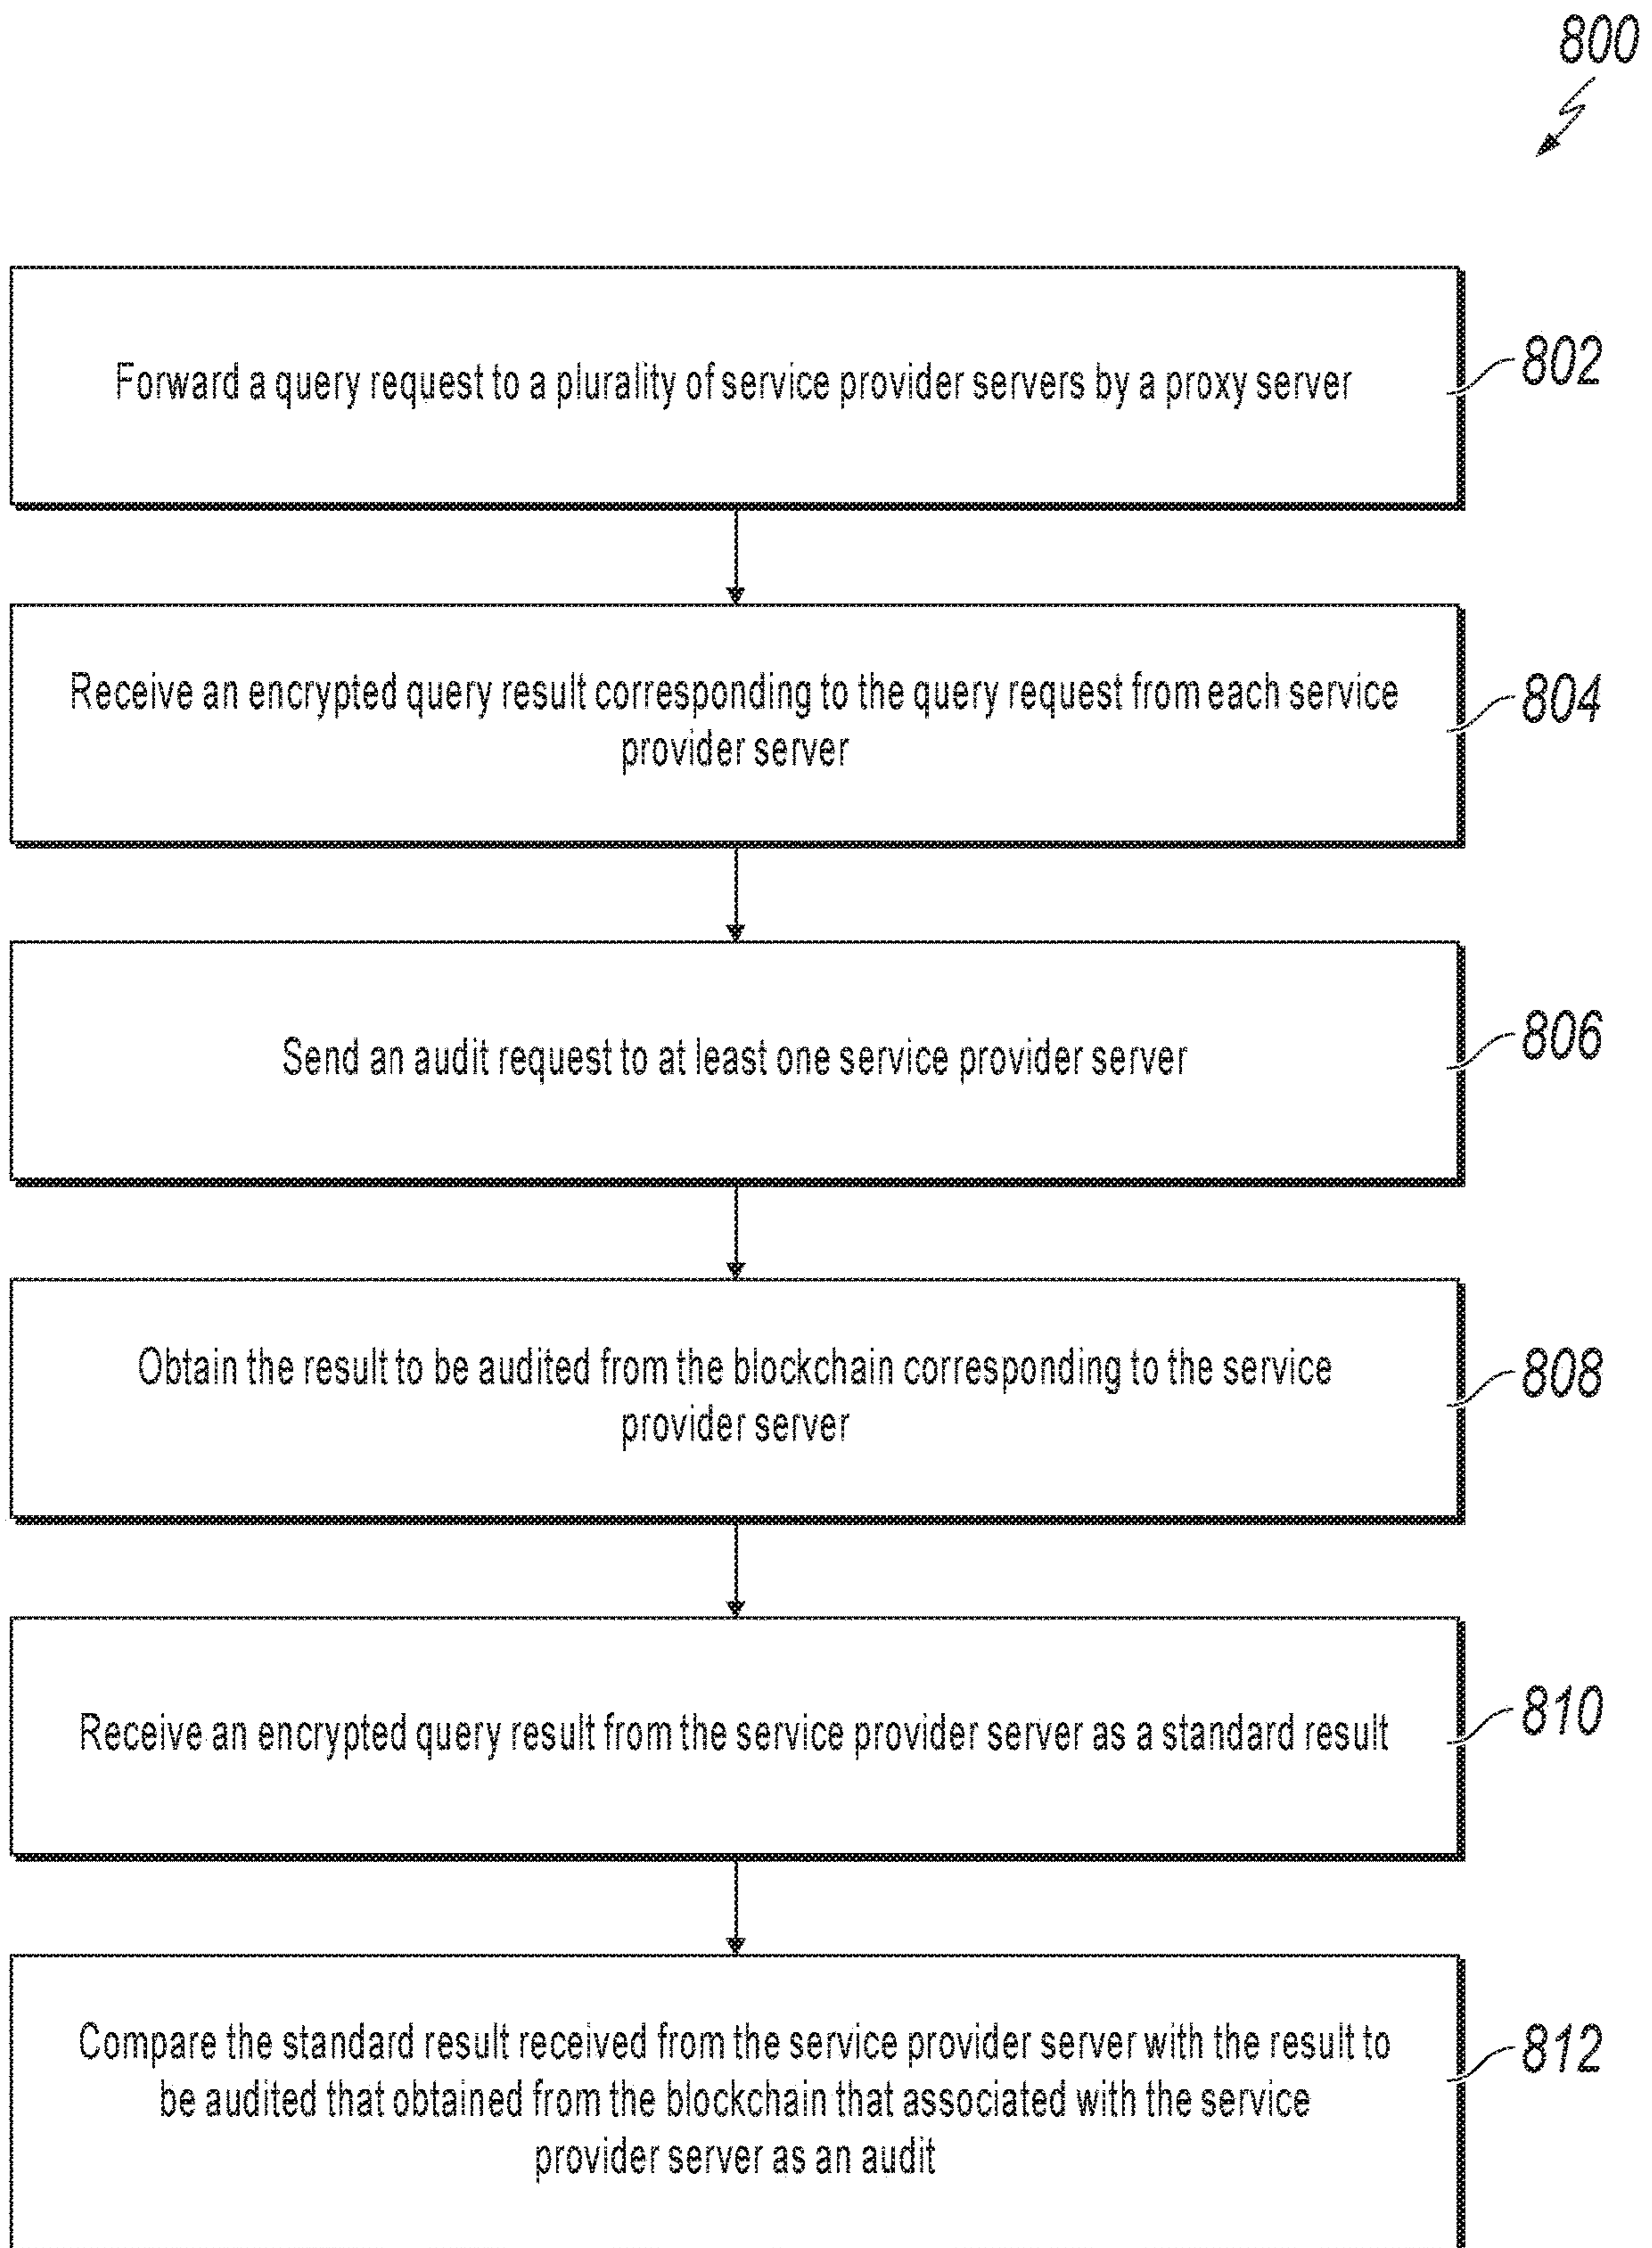 800
Forward a query request to a plurality of service provider servers by a proxy server
802
Receive an encrypted query result corresponding to the query request from each service
provider server
804
Send an audit request to at least one service provider server
806
Obtain the result to be audited from the blockchain corresponding to the service
provider server
808
Receive an encrypted query result from the service provider server as a standard result
810
Compare the standard result received from the service provider server with the result to
be audited that obtained from the blockchain that associated with the service
provider server as an audit
812